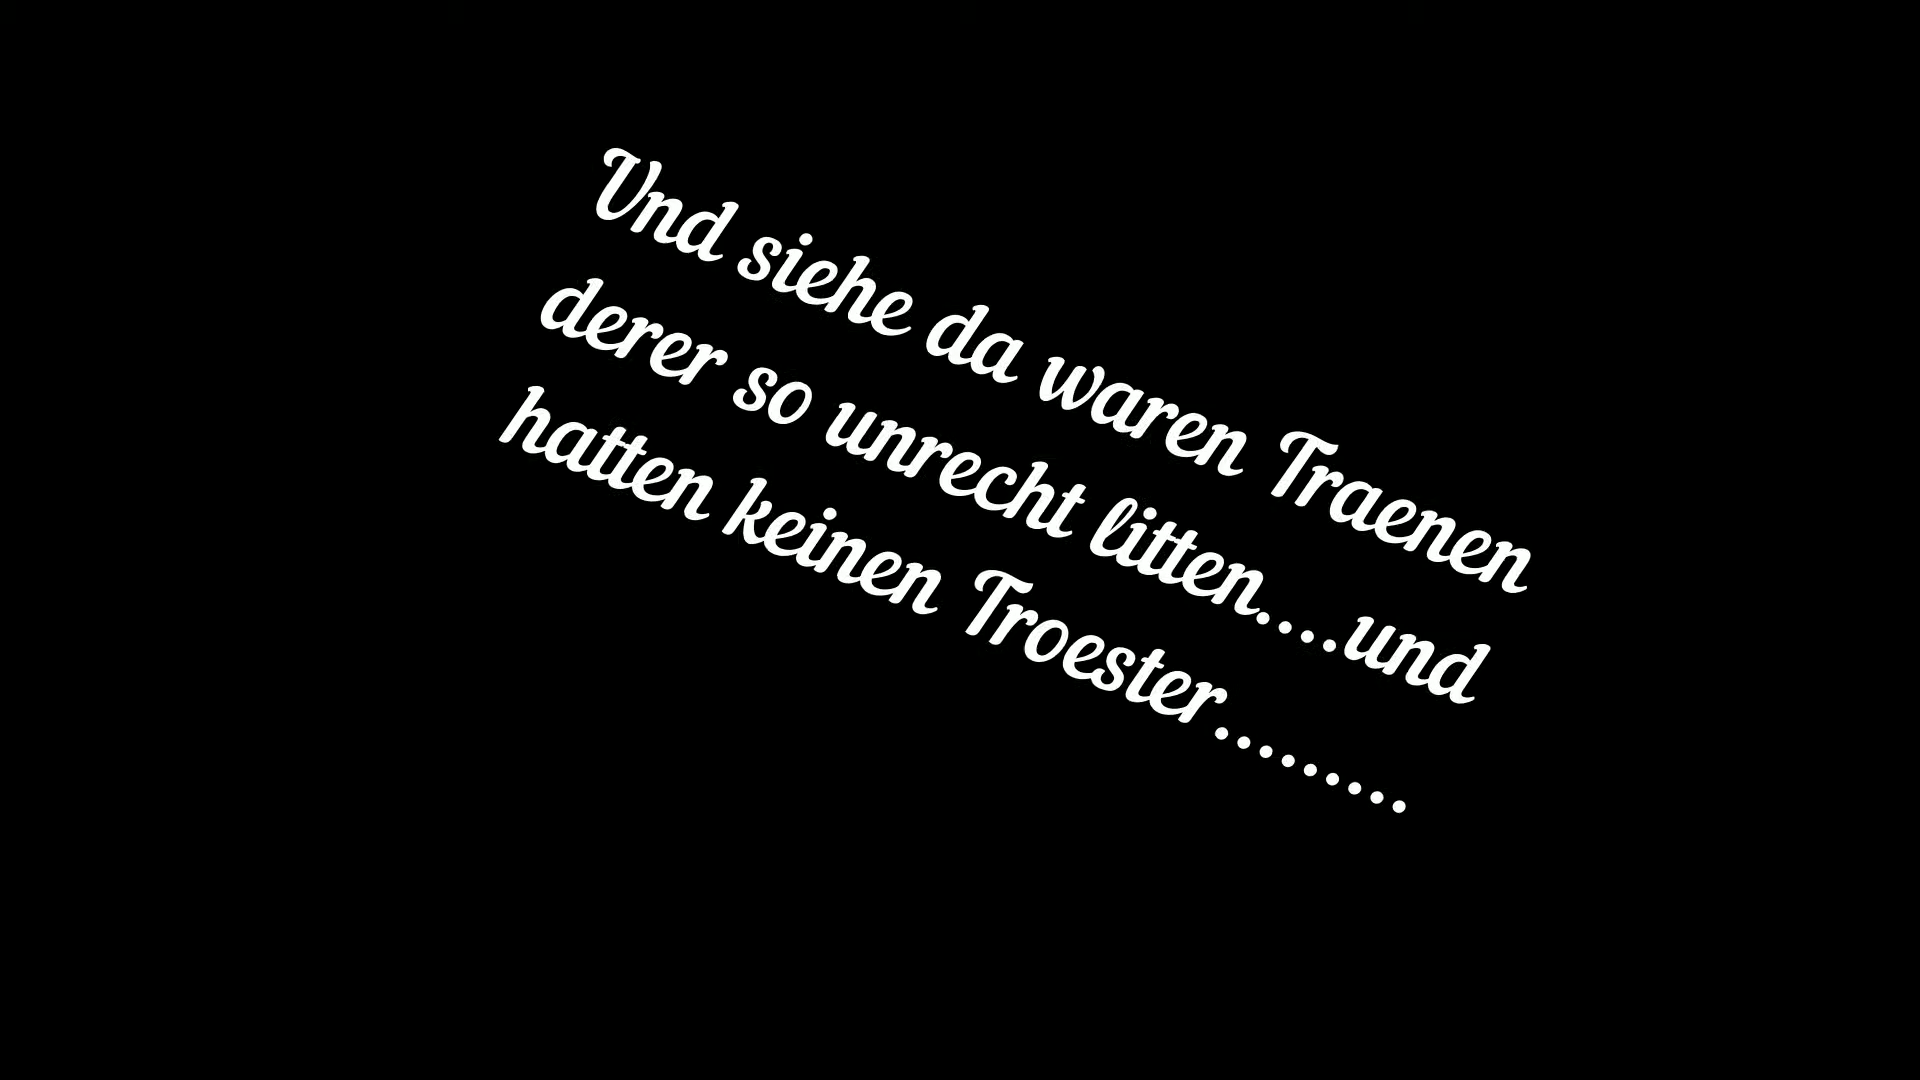 Und siehe da waren Traenen
derer so unrecht litten....und
hatten keinen Troester.........